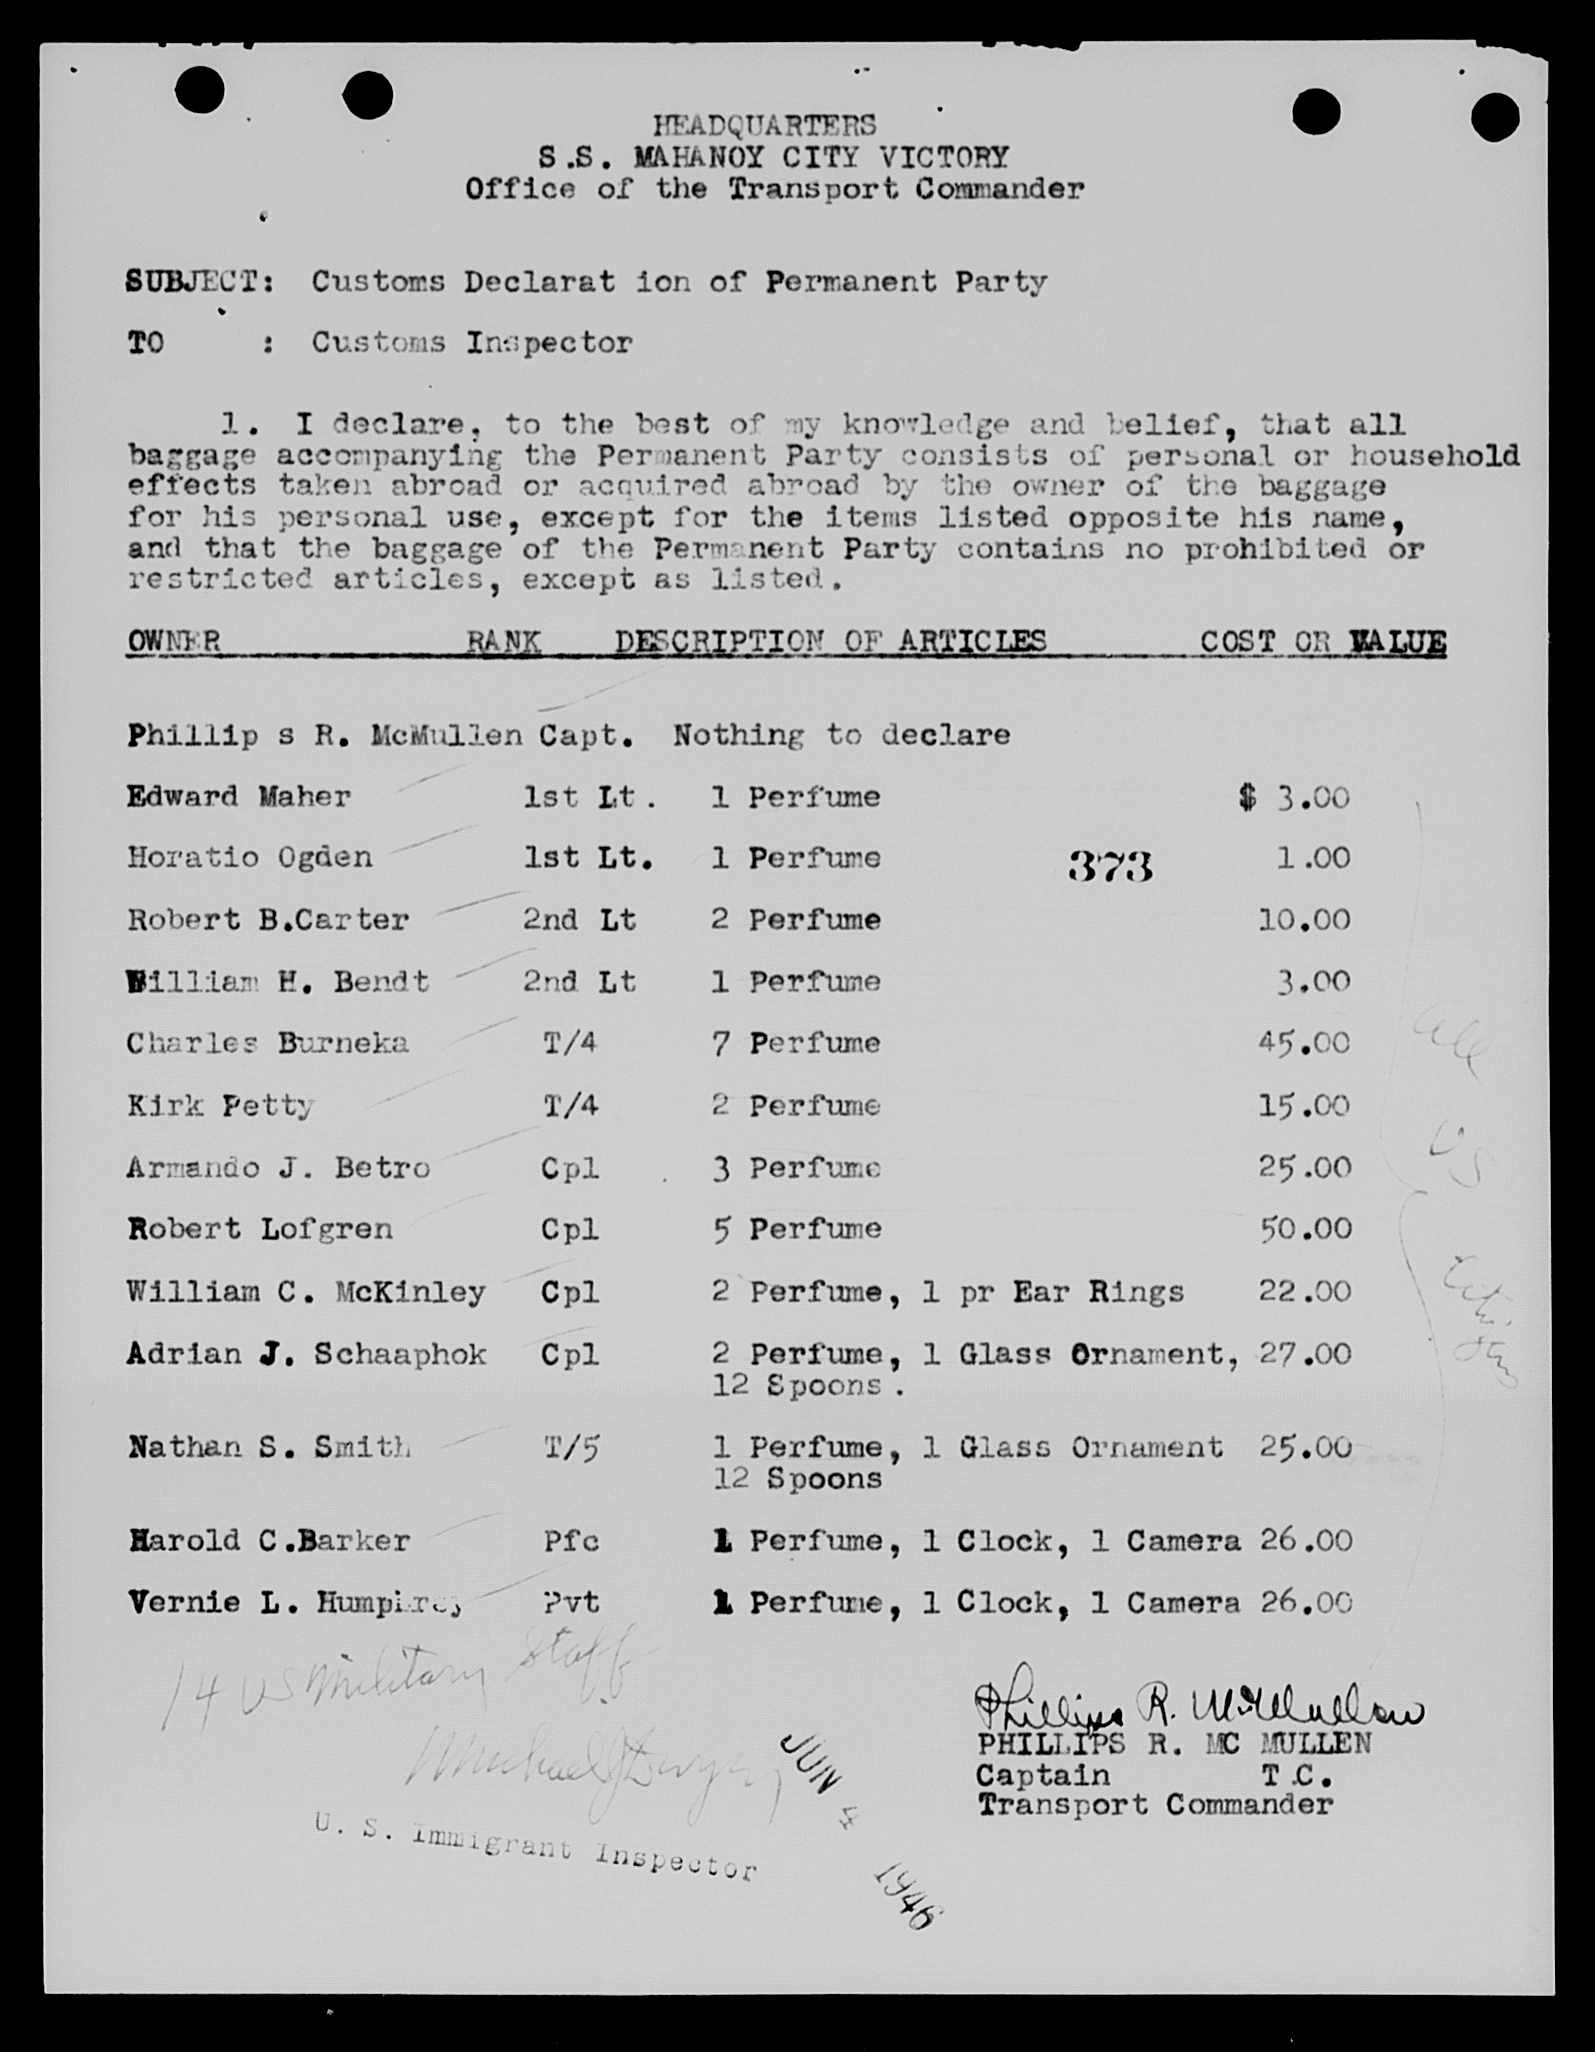 HEADQUARTERS
S.S. MAHANOY CITY VICTORY
Office of the Transport Commander
SUBJECT: Customs Declarat ion of Permanent Party
TO : Customs Inspector
1. I declare, to the best of my knowledge and belief, that all
baggage accompanying the Permanent Party consists of personal or household
effects taken abroad or acquired abroad by the owner of the baggage
for his personal use, except for the items listed opposite his name,
and that the baggage of the Permanent Party contains no prohibited or
restricted articles, except as listed.
OWNER RANK DESCRIPTION OF ARTICLES COST OR VALUE
Phillip s R. McMullen Capt. Nothing to declare
Edward Maher 1st Lt. 1 Perfume $ 3.00
Horatio Ogden 1st Lt. 1 Perfume 373 1.00
Robert B.Carter 2nd Lt 2 Perfume 10.00
William H. Bendt 2nd Lt 1 Perfume 3.00
Charles Burneka T/4 7 Perfume 45.00
Kirk Petty T/4 2 Perfume 15.00
Armando J. Betro Cpl 3 Perfume 25.00
Robert Lofgren Cpl 5 Perfume 50.00
William C. McKinley Cpl 2 Perfume, 1 pr Ear Rings 22.00
Adrian J. Schaaphok Cpl 2 Perfume, 1 Glass Ornament, 27.00
12 Spoons.
Nathan S. Smith T/5 1 Perfume, 1 Glass Ornament 25.00
12 Spoons
Harold C.Barker Pfc 1 Perfume, 1 Clock, 1 Camera 26.00
Vernie L. Humphrey Pvt 1 Perfume, 1 Clock, 1 Camera 26.00
all
US
Citizens
14 US Military Staff
Phillips R. McMullen
PHILLIPS R. MC MULLEN
Captain T.C.
Transport Commander
Michael J Dwyer
U. S. Immigrant Inspector
JUN 4 1946